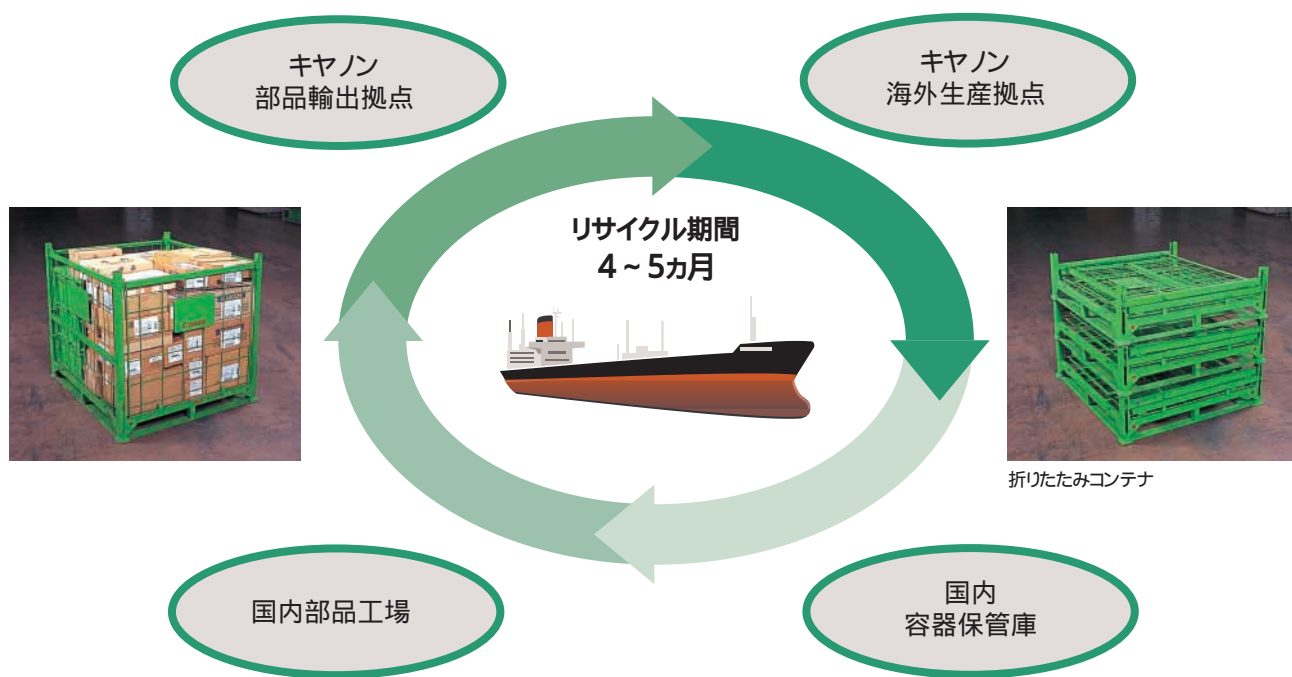 キヤノン
部品輸出拠点
キヤノン
海外生産拠点
リサイクル期間
4~5ヵ月
折りたたみコンテナ
国内部品工場
国内
容器保管庫